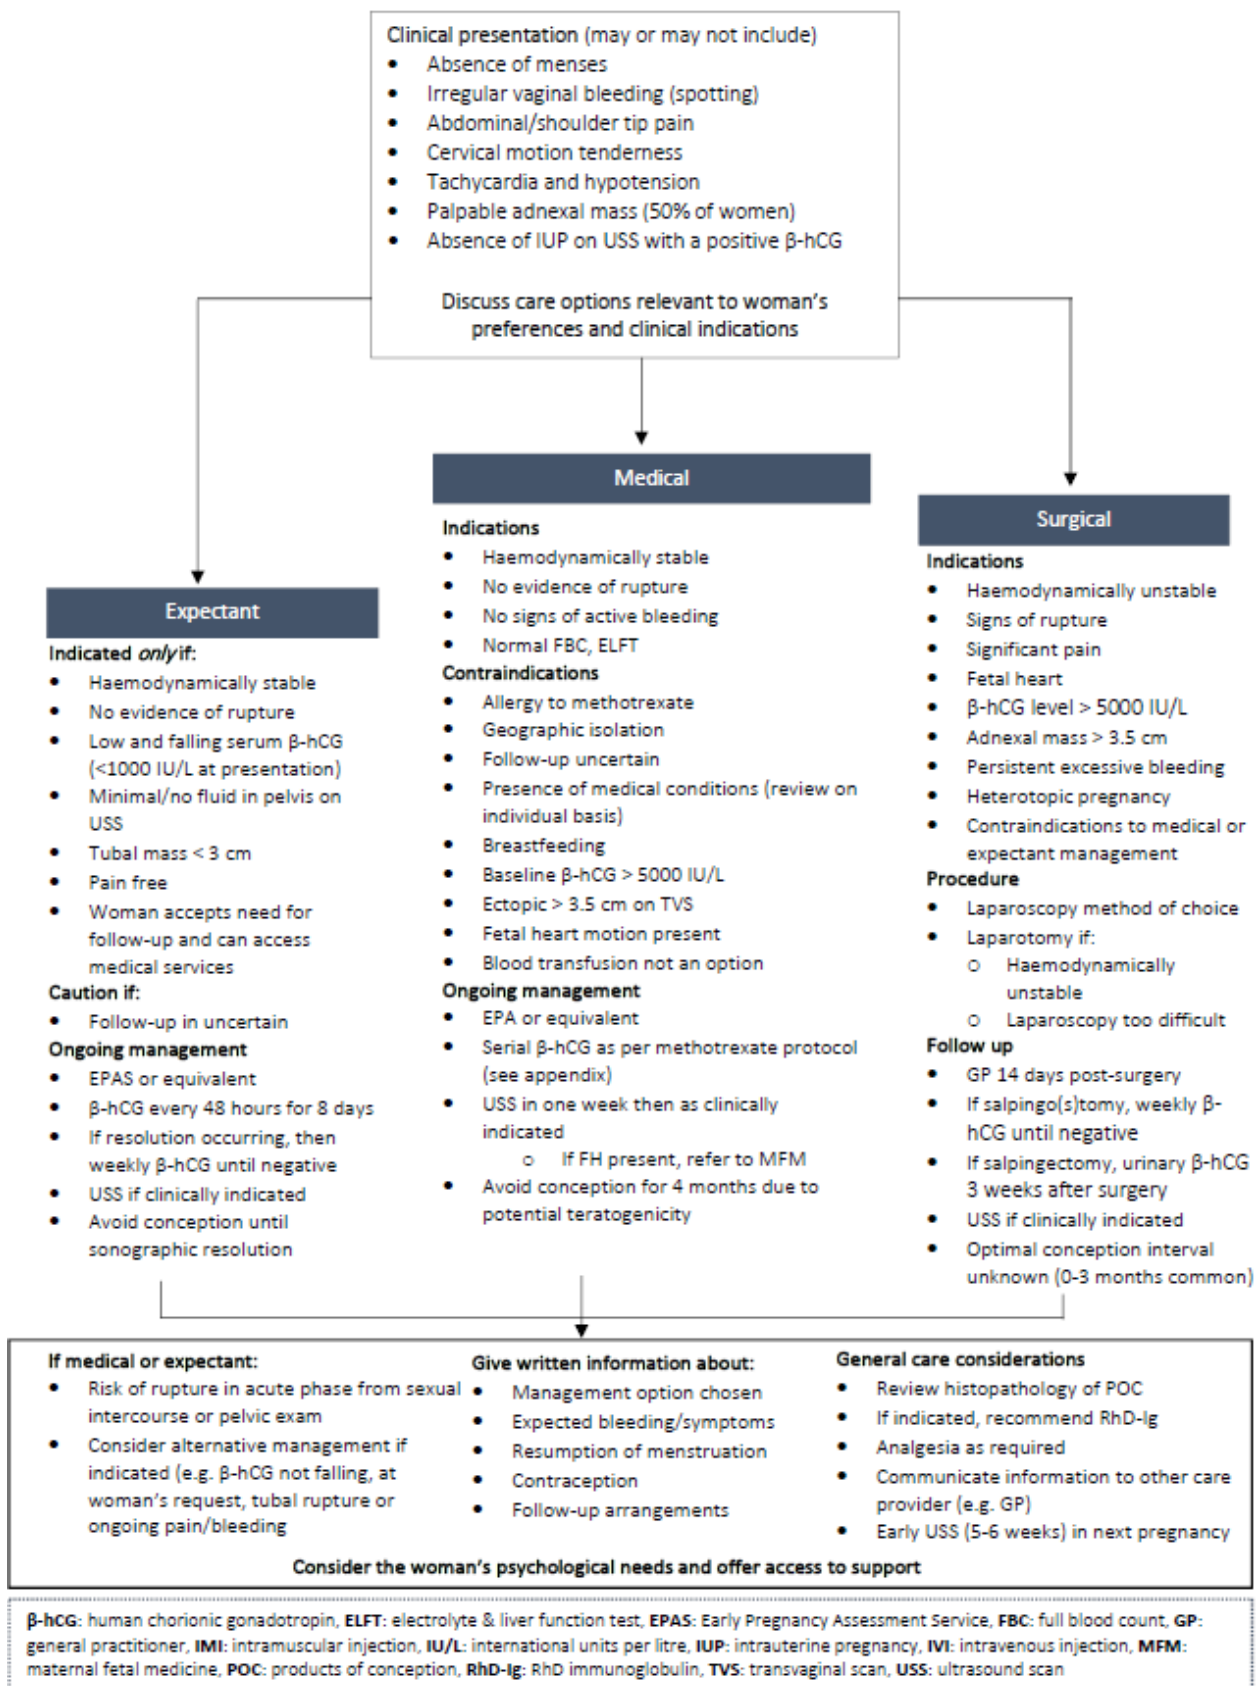 Clinical presentation (may or may not include)
• Absence of menses
• Irregular vaginal bleeding (spotting)
• Abdominal/shoulder tip pain
• Cervical motion tenderness
• Tachycardia and hypotension
• Palpable adnexal mass (50% of women)
• Absence of IUP on USS with a positive β-hCG
Discuss care options relevant to woman's
preferences and clinical indications
Expectant
Indicated only if:
• Haemodynamically stable
• No evidence of rupture
• Low and falling serum β-hCG
(<1000 IU/L at presentation)
• Minimal/no fluid in pelvis on
USS
• Tubal mass < 3 cm
• Pain free
• Woman accepts need for
follow-up and can access
medical services
Caution if:
• Follow-up in uncertain
Ongoing management
• EPAS or equivalent
• β-hCG every 48 hours for 8 days
• If resolution occurring, then
weekly β-hCG until negative
• USS if clinically indicated
• Avoid conception until
sonographic resolution
Medical
Indications
• Haemodynamically stable
• No evidence of rupture
• No signs of active bleeding
• Normal FBC, ELFT
Contraindications
• Allergy to methotrexate
• Geographic isolation
• Follow-up uncertain
• Presence of medical conditions (review on
individual basis)
• Breastfeeding
• Baseline β-hCG > 5000 IU/L
• Ectopic > 3.5 cm on TVS
• Fetal heart motion present
• Blood transfusion not an option
Ongoing management
• EPA or equivalent
• Serial β-hCG as per methotrexate protocol
(see appendix)
• USS in one week then as clinically
indicated
○ If FH present, refer to MFM
• Avoid conception for 4 months due to
potential teratogenicity
Surgical
Indications
• Haemodynamically unstable
• Signs of rupture
• Significant pain
• Fetal heart
• β-hCG level > 5000 IU/L
• Adnexal mass > 3.5 cm
• Persistent excessive bleeding
• Heterotopic pregnancy
• Contraindications to medical or
expectant management
Procedure
• Laparoscopy method of choice
• Laparotomy if:
○ Haemodynamically
unstable
○ Laparoscopy too difficult
Follow up
• GP 14 days post-surgery
• If salpingo(s)tomy, weekly β-
hCG until negative
• If salpingectomy, urinary β-hCG
3 weeks after surgery
• USS if clinically indicated
• Optimal conception interval
unknown (0-3 months common)
If medical or expectant:
• Risk of rupture in acute phase from sexual
intercourse or pelvic exam
• Consider alternative management if
indicated (e.g. β-hCG not falling, at
woman's request, tubal rupture or
ongoing pain/bleeding
Give written information about:
• Management option chosen
• Expected bleeding/symptoms
• Resumption of menstruation
• Contraception
• Follow-up arrangements
General care considerations
• Review histopathology of POC
• If indicated, recommend RhD-Ig
• Analgesia as required
• Communicate information to other care
provider (e.g. GP)
• Early USS (5-6 weeks) in next pregnancy
Consider the woman's psychological needs and offer access to support
β-hCG: human chorionic gonadotropin, ELFT: electrolyte & liver function test, EPAS: Early Pregnancy Assessment Service, FBC: full blood count, GP:
general practitioner, IMI: intramuscular injection, IU/L: international units per litre, IUP: intrauterine pregnancy, IVI: intravenous injection, MFM:
maternal fetal medicine, POC: products of conception, RhD-Ig: RhD immunoglobulin, TVS: transvaginal scan, USS: ultrasound scan